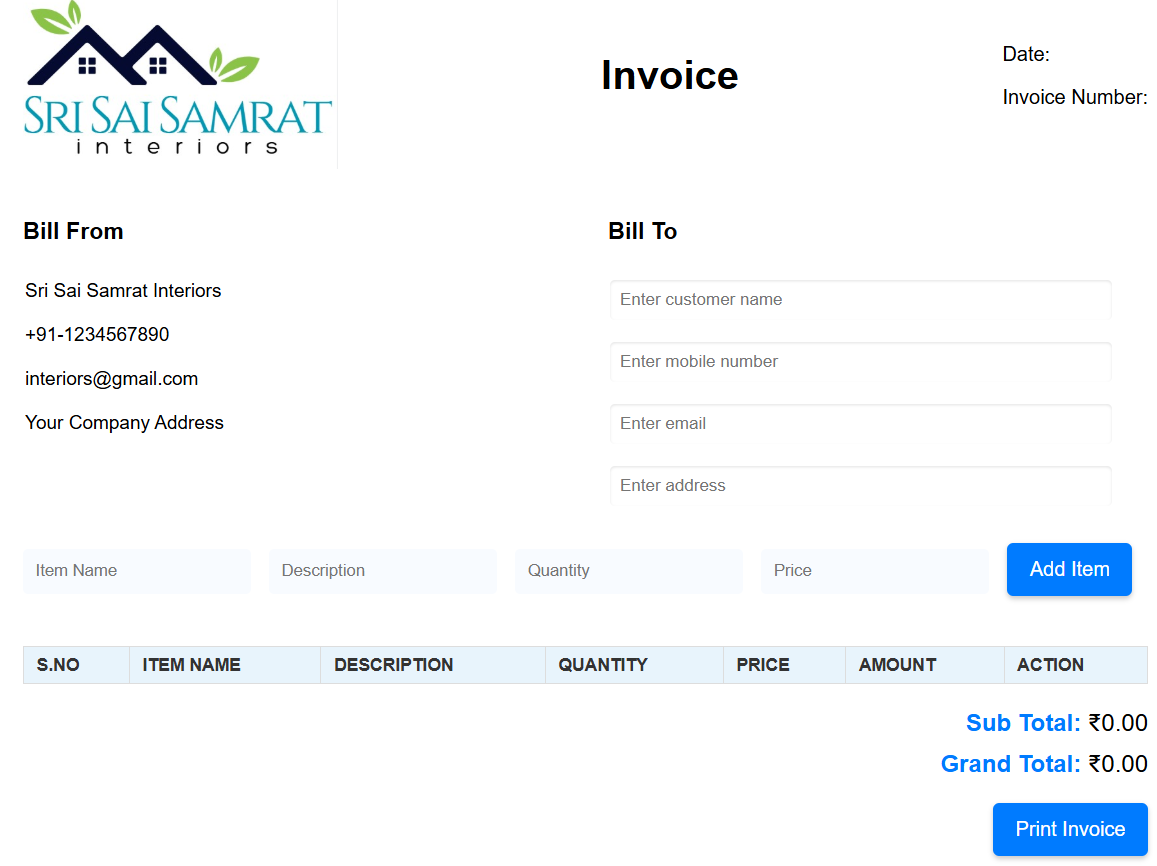 SRI SAI SAMRAT
interiors
Invoice
Date:
Invoice Number:
Bill From
Sri Sai Samrat Interiors
+91-1234567890
interiors@gmail.com
Your Company Address
Bill To
Enter customer name
Enter mobile number
Enter email
Enter address
Item Name Description Quantity Price Add Item
S.NO ITEM NAME DESCRIPTION QUANTITY PRICE AMOUNT ACTION
Sub Total: ₹0.00
Grand Total: ₹0.00
Print Invoice